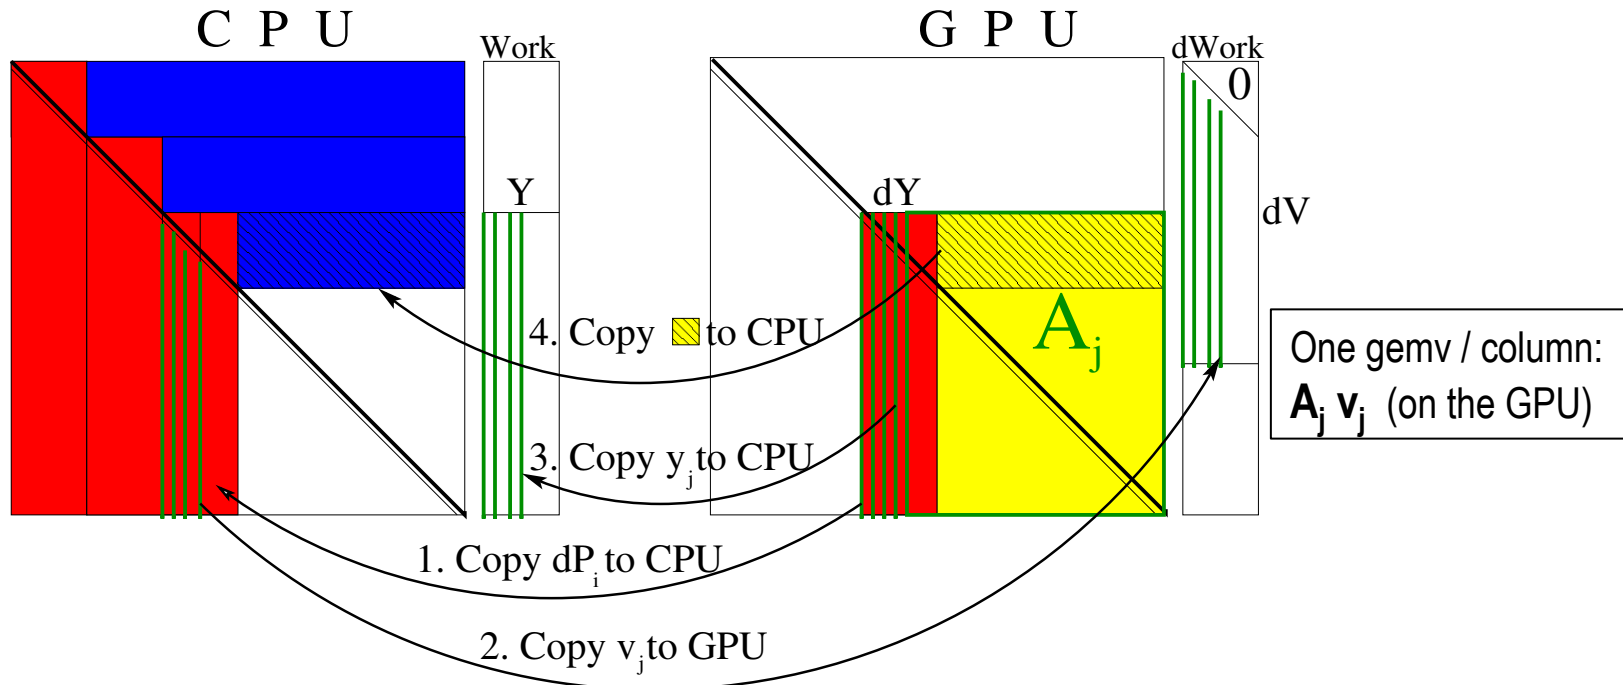 C P U
Work
G P U
dWork
0
Y
dY
dV
4. Copy to CPU
A j
One gemv / column:
A j v j (on the GPU)
3. Copy y j to CPU
1. Copy dP i to CPU
2. Copy v j to GPU